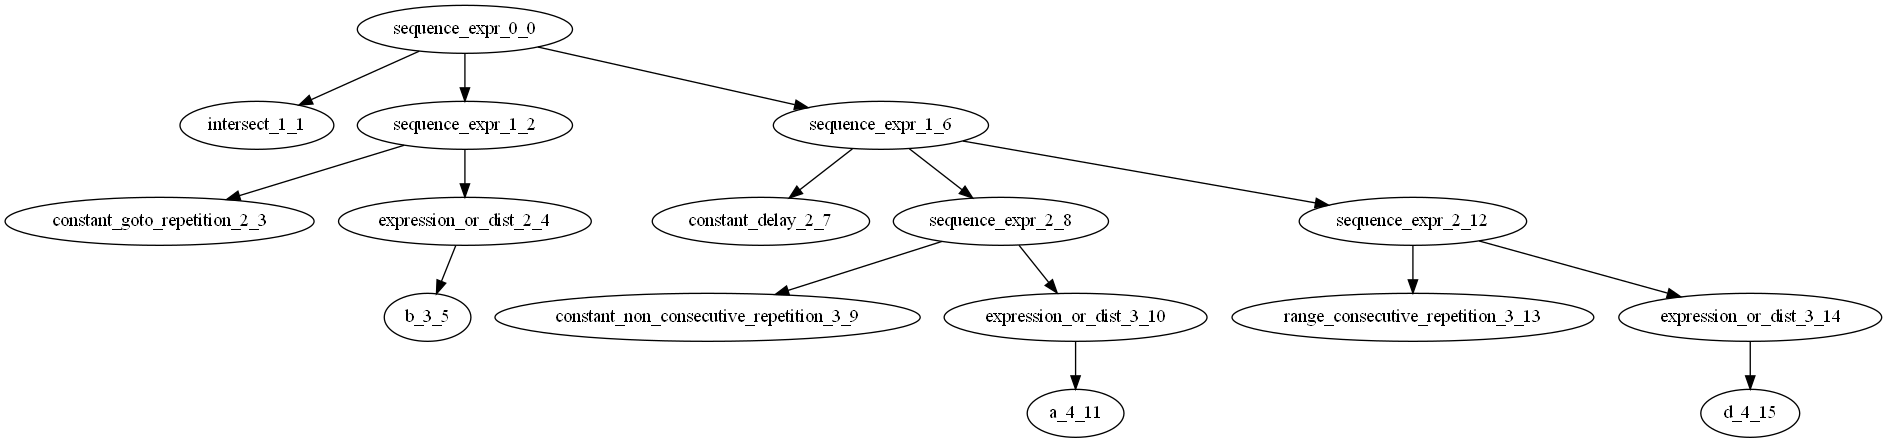 sequence_expr_0_0
intersect_1_1
sequence_expr_1_2
sequence_expr_1_6
constant_goto_repetition_2_3
expression_or_dist_2_4
constant_delay_2_7
sequence_expr_2_8
sequence_expr_2_12
b_3_5
constant_non_consecutive_repetition_3_9
expression_or_dist_3_10
range_consecutive_repetition_3_13
expression_or_dist_3_14
a_4_11
d_4_15